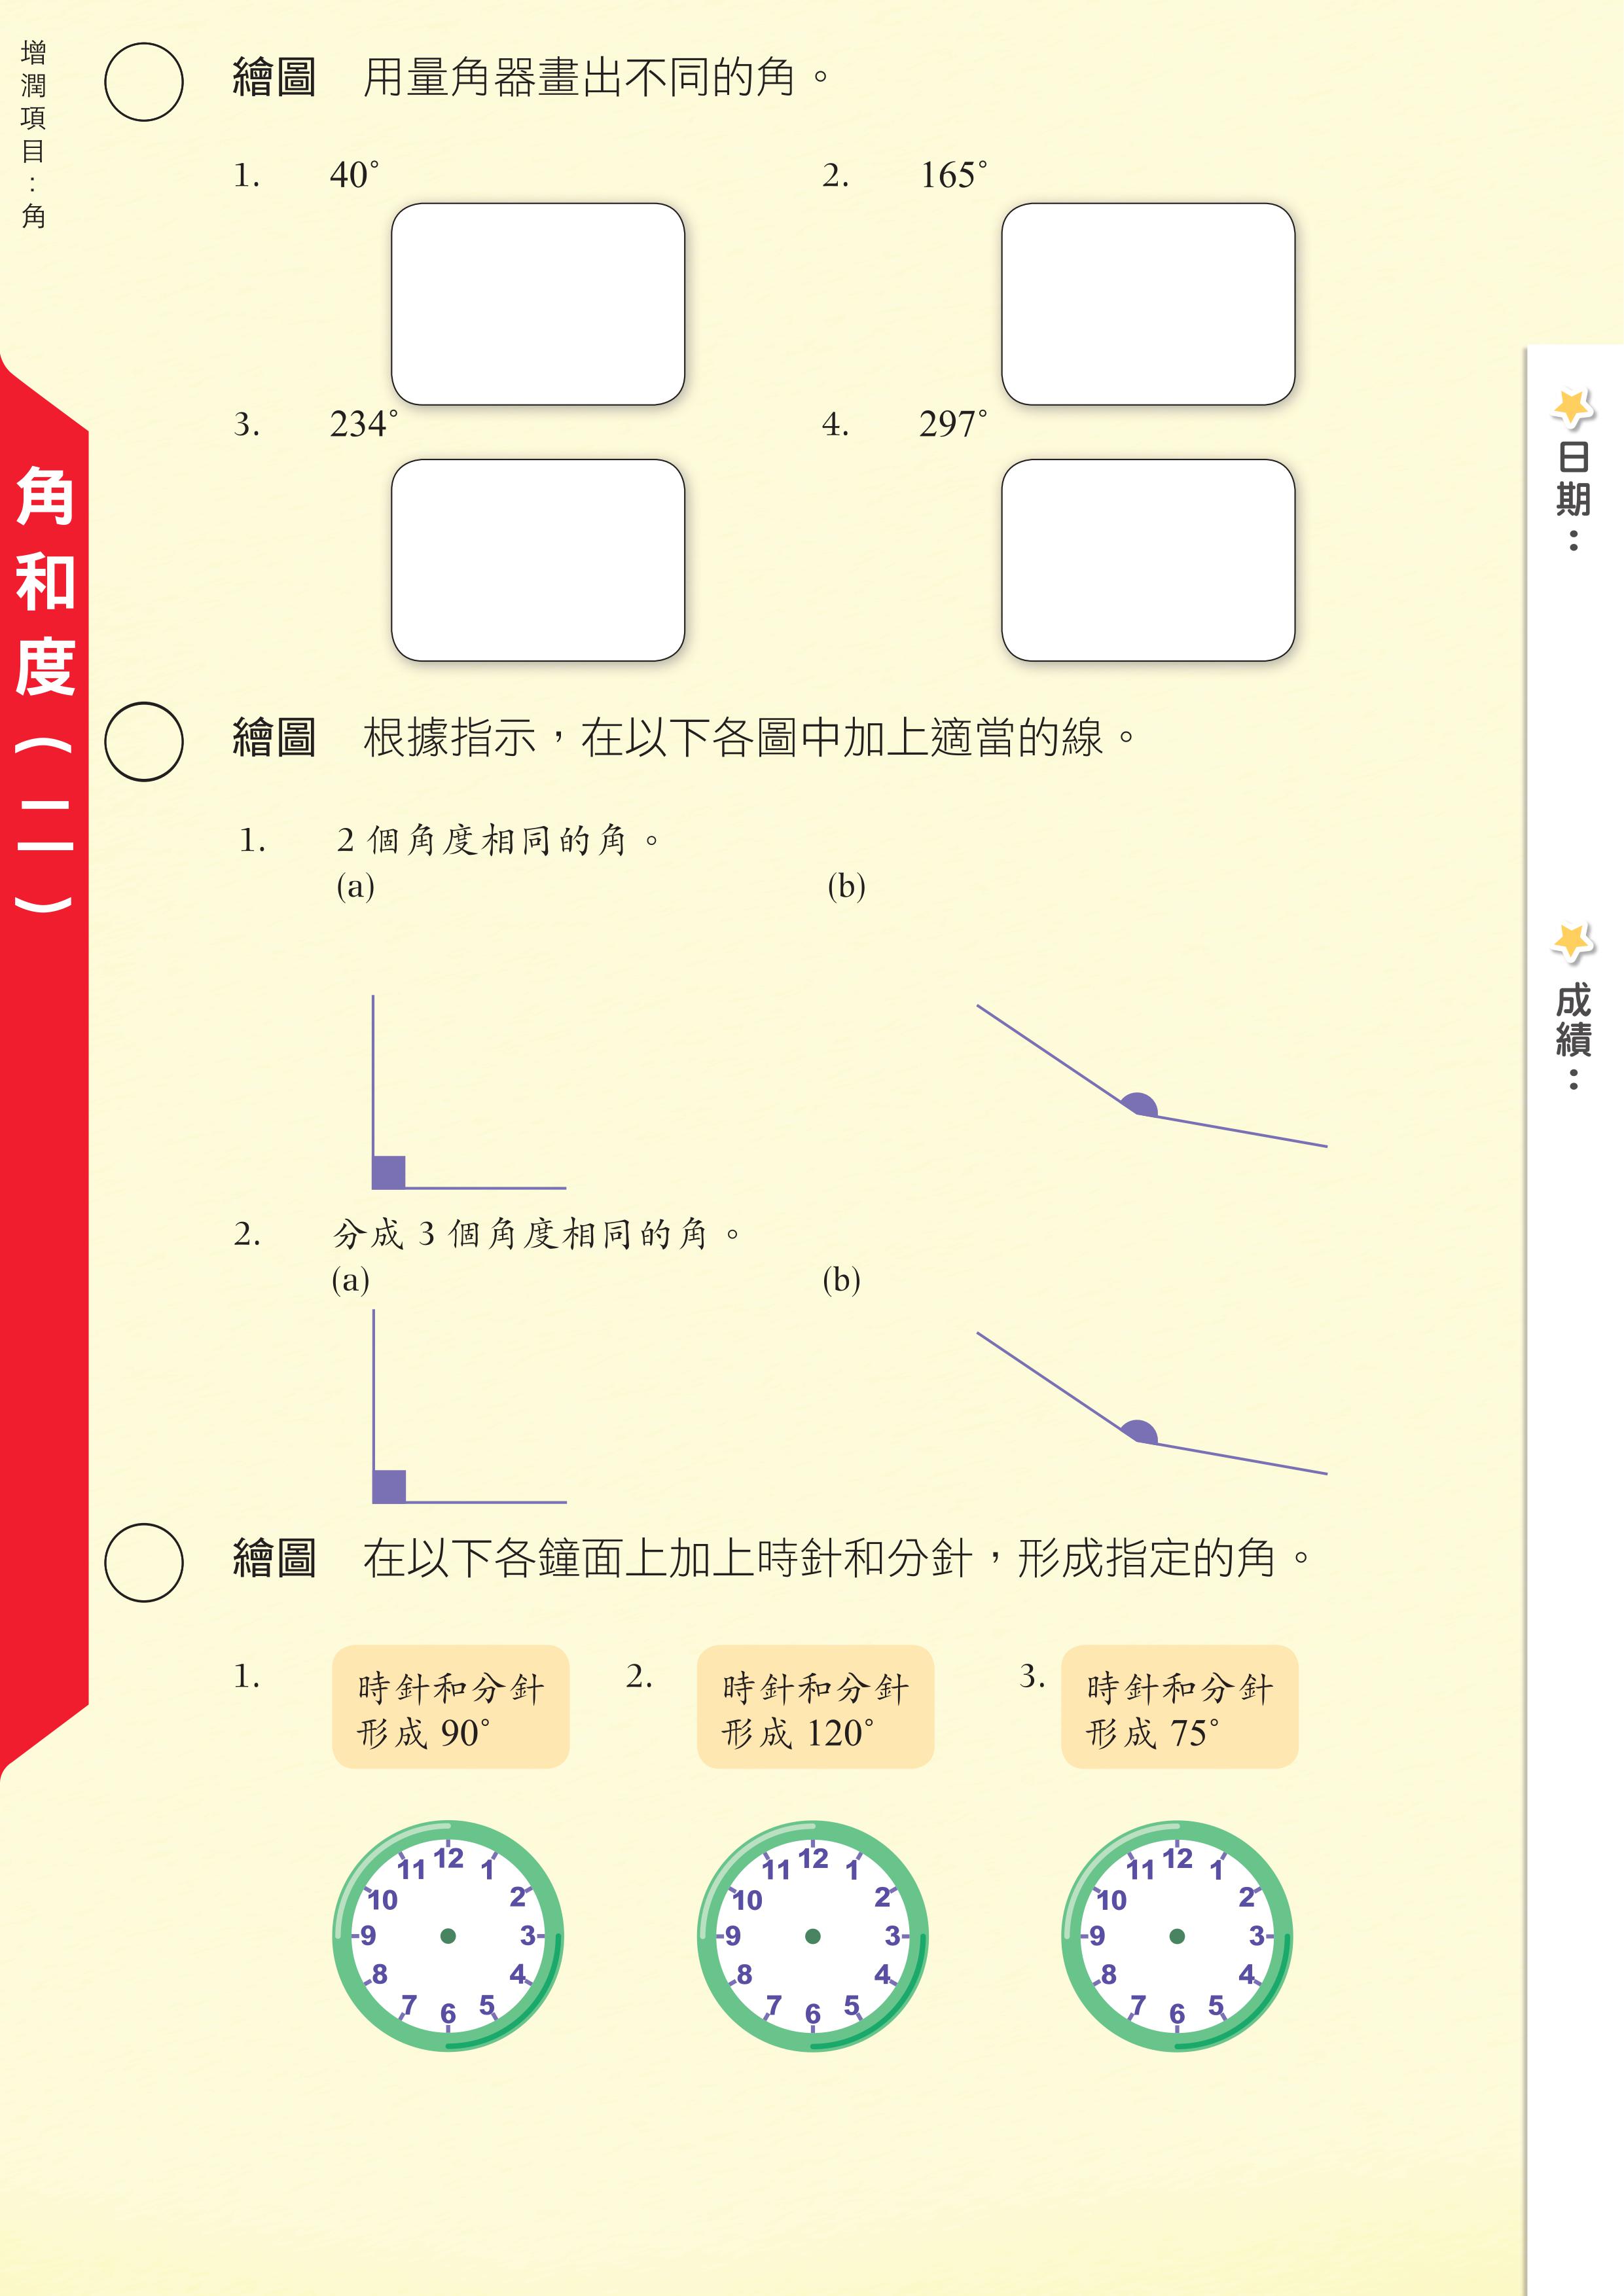 增潤項目：角
角和度（二）
繪圖 用量角器畫出不同的角。
1. 40° 2. 165°
3. 234° 4. 297°
繪圖 根據指示，在以下各圖中加上適當的線。
1. 2 個角度相同的角。
(a) (b)
2. 分成 3 個角度相同的角。
(a) (b)
繪圖 在以下各鐘面上加上時針和分針，形成指定的角。
1. 時針和分針
形成 90°
2. 時針和分針
形成 120°
3. 時針和分針
形成 75°
12 1 2 3 4 5 6 7 8 9 10 11
12 1 2 3 4 5 6 7 8 9 10 11
12 1 2 3 4 5 6 7 8 9 10 11
日期：
成績：